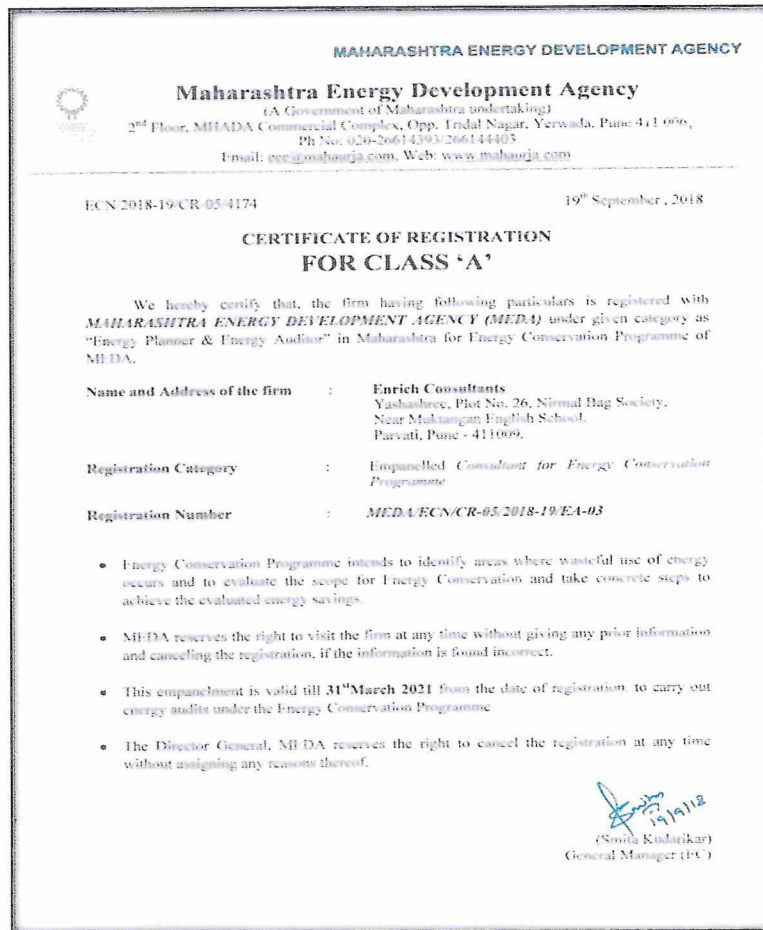 MAHARASHTRA ENERGY DEVELOPMENT AGENCY
Maharashtra Energy Development Agency
(A Government of Maharashtra undertaking)
2nd Floor, MHADA Commercial Complex, Opp. Tridal Nagar, Yerwada, Pune 411 006,
Ph No: 020-26614393/266144403
Email: eee@mahaurja.com, Web: www.mahaurja.com
ECN/2018-19/CR-05/4174 19th September, 2018
CERTIFICATE OF REGISTRATION
FOR CLASS ‘A’
We hereby certify that, the firm having following particulars is registered with
MAHARASHTRA ENERGY DEVELOPMENT AGENCY (MEDA) under given category as
“Energy Planner & Energy Auditor” in Maharashtra for Energy Conservation Programme of
MEDA.
Name and Address of the firm : Enrich Consultants
Yashashree, Plot No. 26, Nirmal Bag Society,
Near Muktangan English School,
Parvati, Pune - 411009.
Registration Category : Empanelled Consultant for Energy Conservation
Programme
Registration Number : MEDA/ECN/CR-05/2018-19/EA-03
• Energy Conservation Programme intends to identify areas where wasteful use of energy
occurs and to evaluate the scope for Energy Conservation and take concrete steps to
achieve the evaluated energy savings.
• MEDA reserves the right to visit the firm at any time without giving any prior information
and canceling the registration, if the information is found incorrect.
• This empanelment is valid till 31stMarch 2021 from the date of registration, to carry out
energy audits under the Energy Conservation Programme
• The Director General, MEDA reserves the right to cancel the registration at any time
without assigning any reasons thereof.
19/9/18
(Smita Kudarikar)
General Manager (EC)